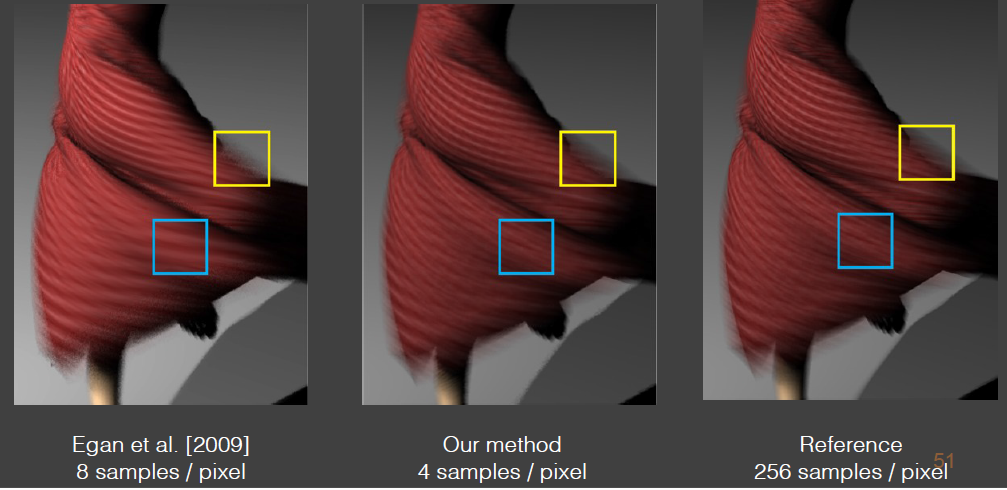 Egan et al. [2009]
8 samples / pixel
Our method
4 samples / pixel
Reference
256 samples / pixel
51